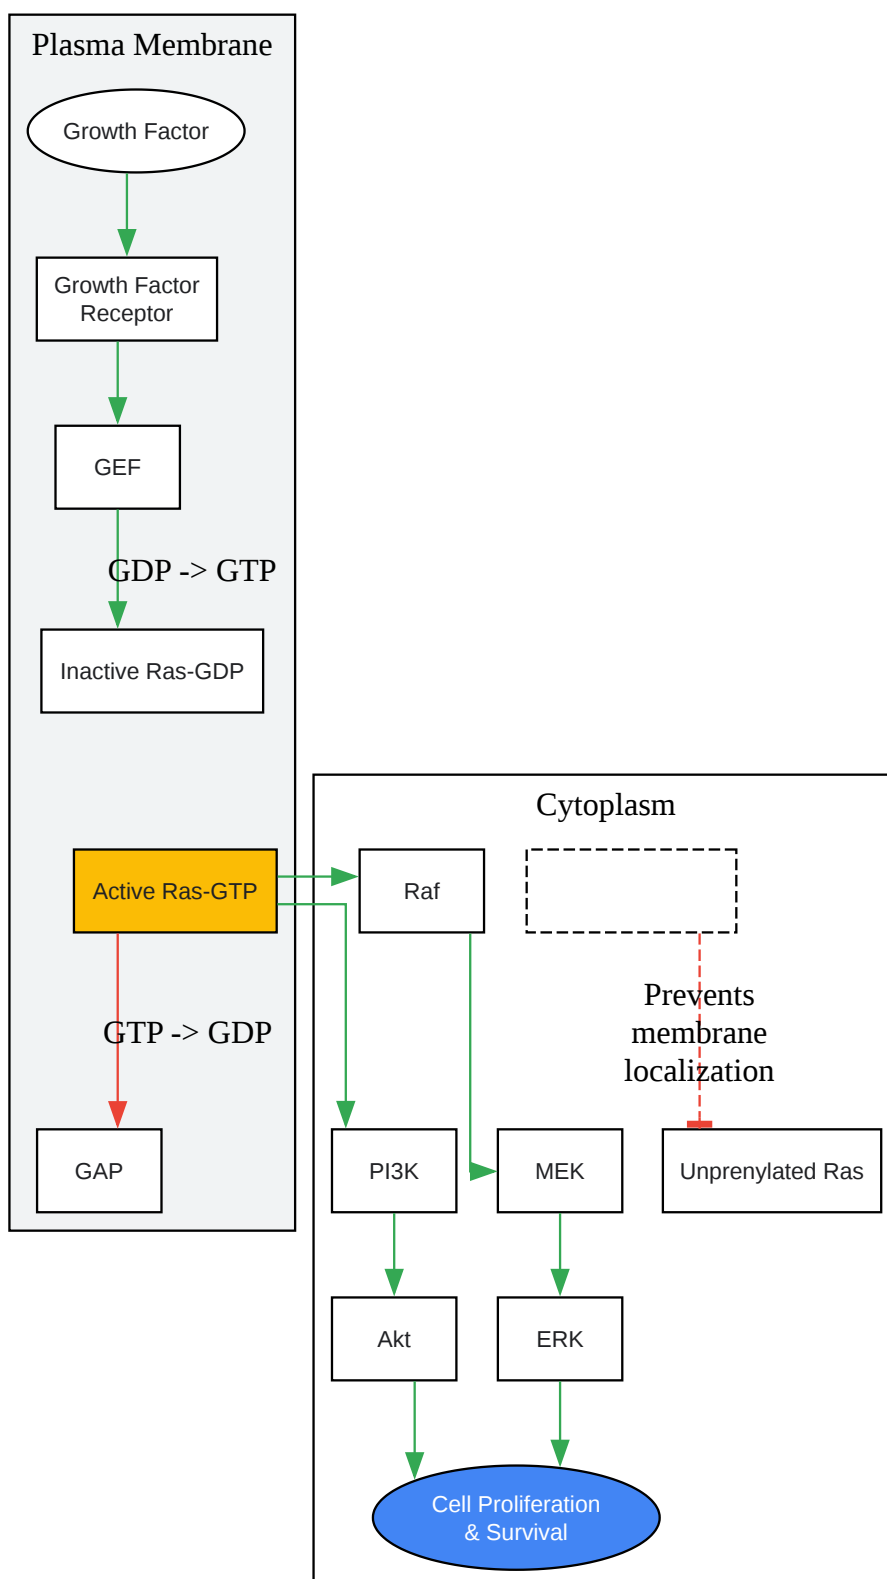 Plasma Membrane
Growth Factor
Growth Factor
Receptor
GEF
GDP -> GTP
Inactive Ras-GDP
Cytoplasm
Active Ras-GTP
Raf
Prevents
membrane
localization
GTP -> GDP
GAP
PI3K
MEK
Unprenylated Ras
Akt
ERK
Cell Proliferation
& Survival